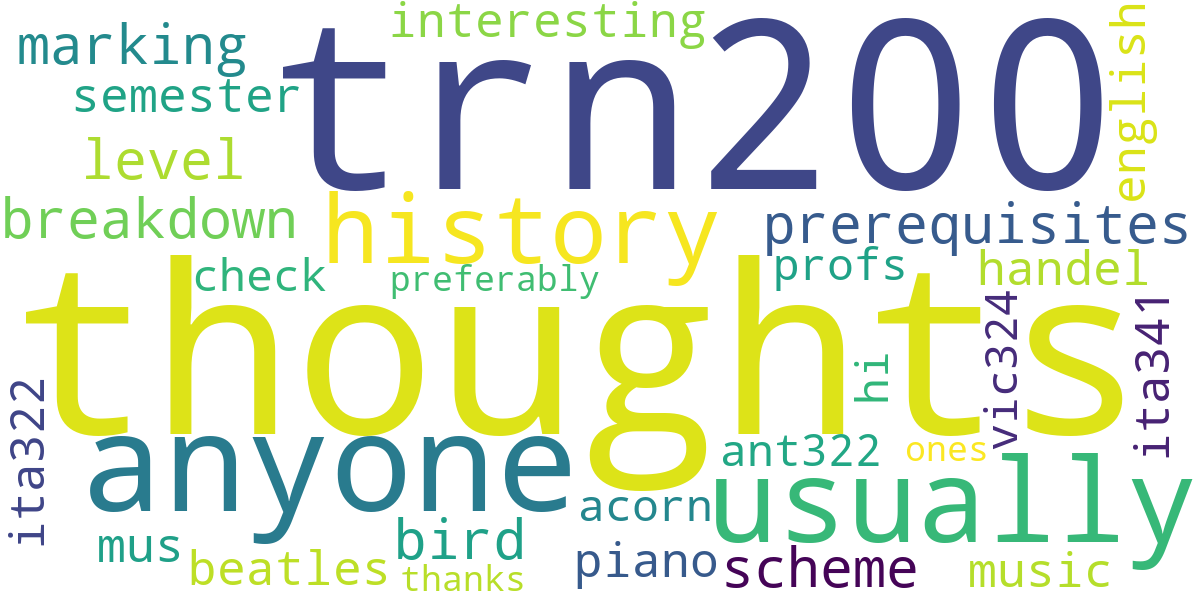 interesting
marking
trn200
english
semester
level
breakdown
history
prerequisites
check
preferably
profs
handel
thoughts
hi
vic324
ita341
ita322
anyone
ant322
ones
usually
acorn
mus
bird
piano
scheme
music
beatles
thanks